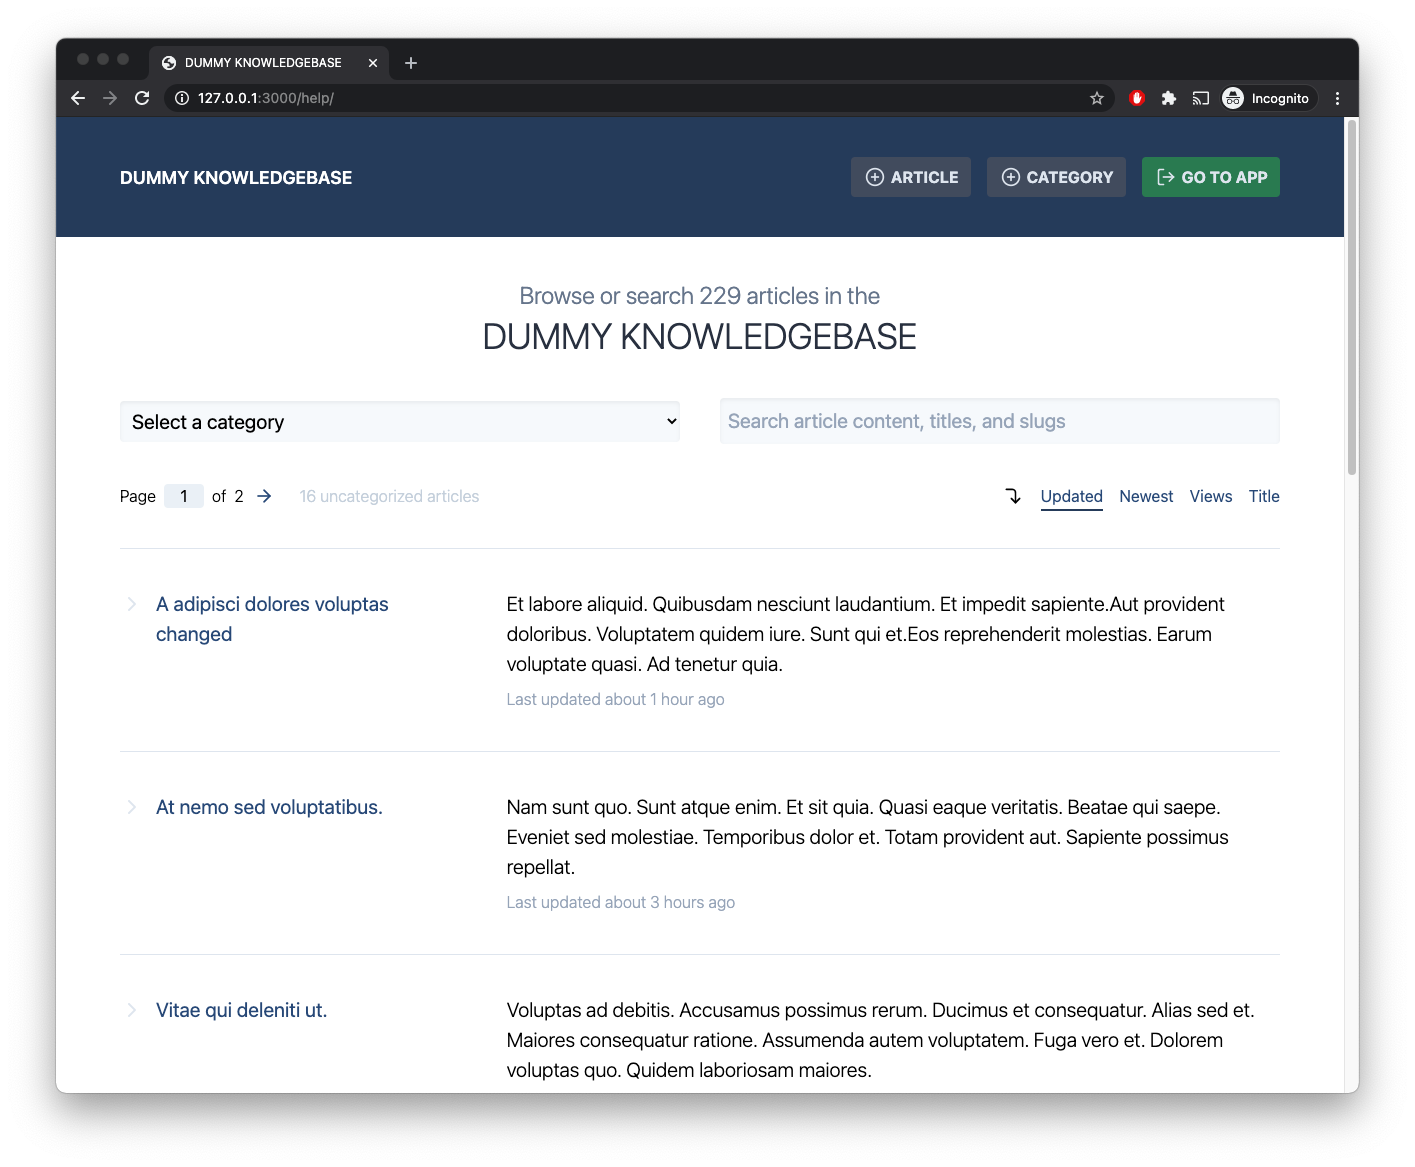 DUMMY KNOWLEDGEBASE
127.0.0.1:3000/help/
Incognito
DUMMY KNOWLEDGEBASE
ARTICLE
CATEGORY
GO TO APP
Browse or search 229 articles in the
DUMMY KNOWLEDGEBASE
Select a category
Search article content, titles, and slugs
Page 1 of 2
16 uncategorized articles
Updated Newest Views Title
A adipisci dolores voluptas
changed
Et labore aliquid. Quibusdam nesciunt laudantium. Et impedit sapiente.Aut provident
doloribus. Voluptatem quidem iure. Sunt qui et.Eos reprehenderit molestias. Earum
voluptate quasi. Ad tenetur quia.
Last updated about 1 hour ago
At nemo sed voluptatibus.
Nam sunt quo. Sunt atque enim. Et sit quia. Quasi eaque veritatis. Beatae qui saepe.
Eveniet sed molestiae. Temporibus dolor et. Totam provident aut. Sapiente possimus
repellat.
Last updated about 3 hours ago
Vitae qui deleniti ut.
Voluptas ad debitis. Accusamus possimus rerum. Ducimus et consequatur. Alias sed et.
Maiores consequatur ratione. Assumenda autem voluptatem. Fuga vero et. Dolorem
voluptas quo. Quidem laboriosam maiores.